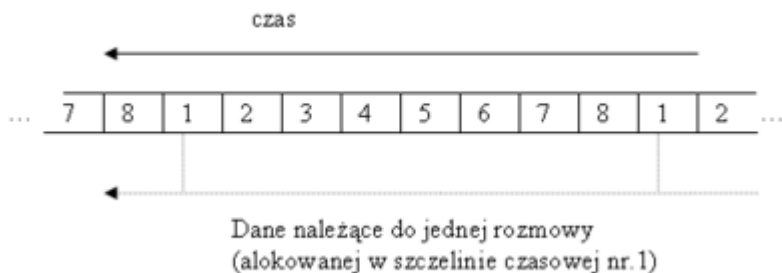 czas
... 7 8 1 2 3 4 5 6 7 8 1 2 ...
Dane należące do jednej rozmowy
(alokowanej w szczelinie czasowej nr.1)